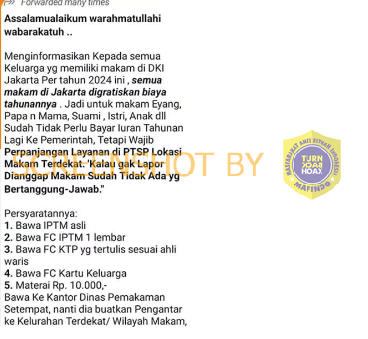 Forwarded many times
Assalamualaikum warahmatullahi
wabarakatuh ..
Menginformasikan Kepada semua
Keluarga yg memiliki makam di DKI
Jakarta Per tahun 2024 ini , semua
makam di Jakarta digratiskan biaya
tahunannya . Jadi untuk makam Eyang,
Papa n Mama, Suami , Istri, Anak dll
Sudah Tidak Perlu Bayar Iuran Tahunan
Lagi Ke Pemerintah, Tetapi Wajib
Perpanjangan Layanan di PTSP Lokasi
Makam Terdekat. 'Kalau gak Lapor
Dianggap Makam Sudah Tidak Ada yg
Bertanggung-Jawab."
SCREENSHOT BY
MASYARAKAT ANTI FITNAH INDONESIA
TURN
BACK
HOAX
MAFINDO
Persyaratannya:
1. Bawa IPTM asli
2. Bawa FC IPTM 1 lembar
3. Bawa FC KTP yg tertulis sesuai ahli
waris
4. Bawa FC Kartu Keluarga
5. Materai Rp. 10.000,-
Bawa Ke Kantor Dinas Pemakaman
Setempat, nanti dia buatkan Pengantar
ke Kelurahan Terdekat/ Wilayah Makam,